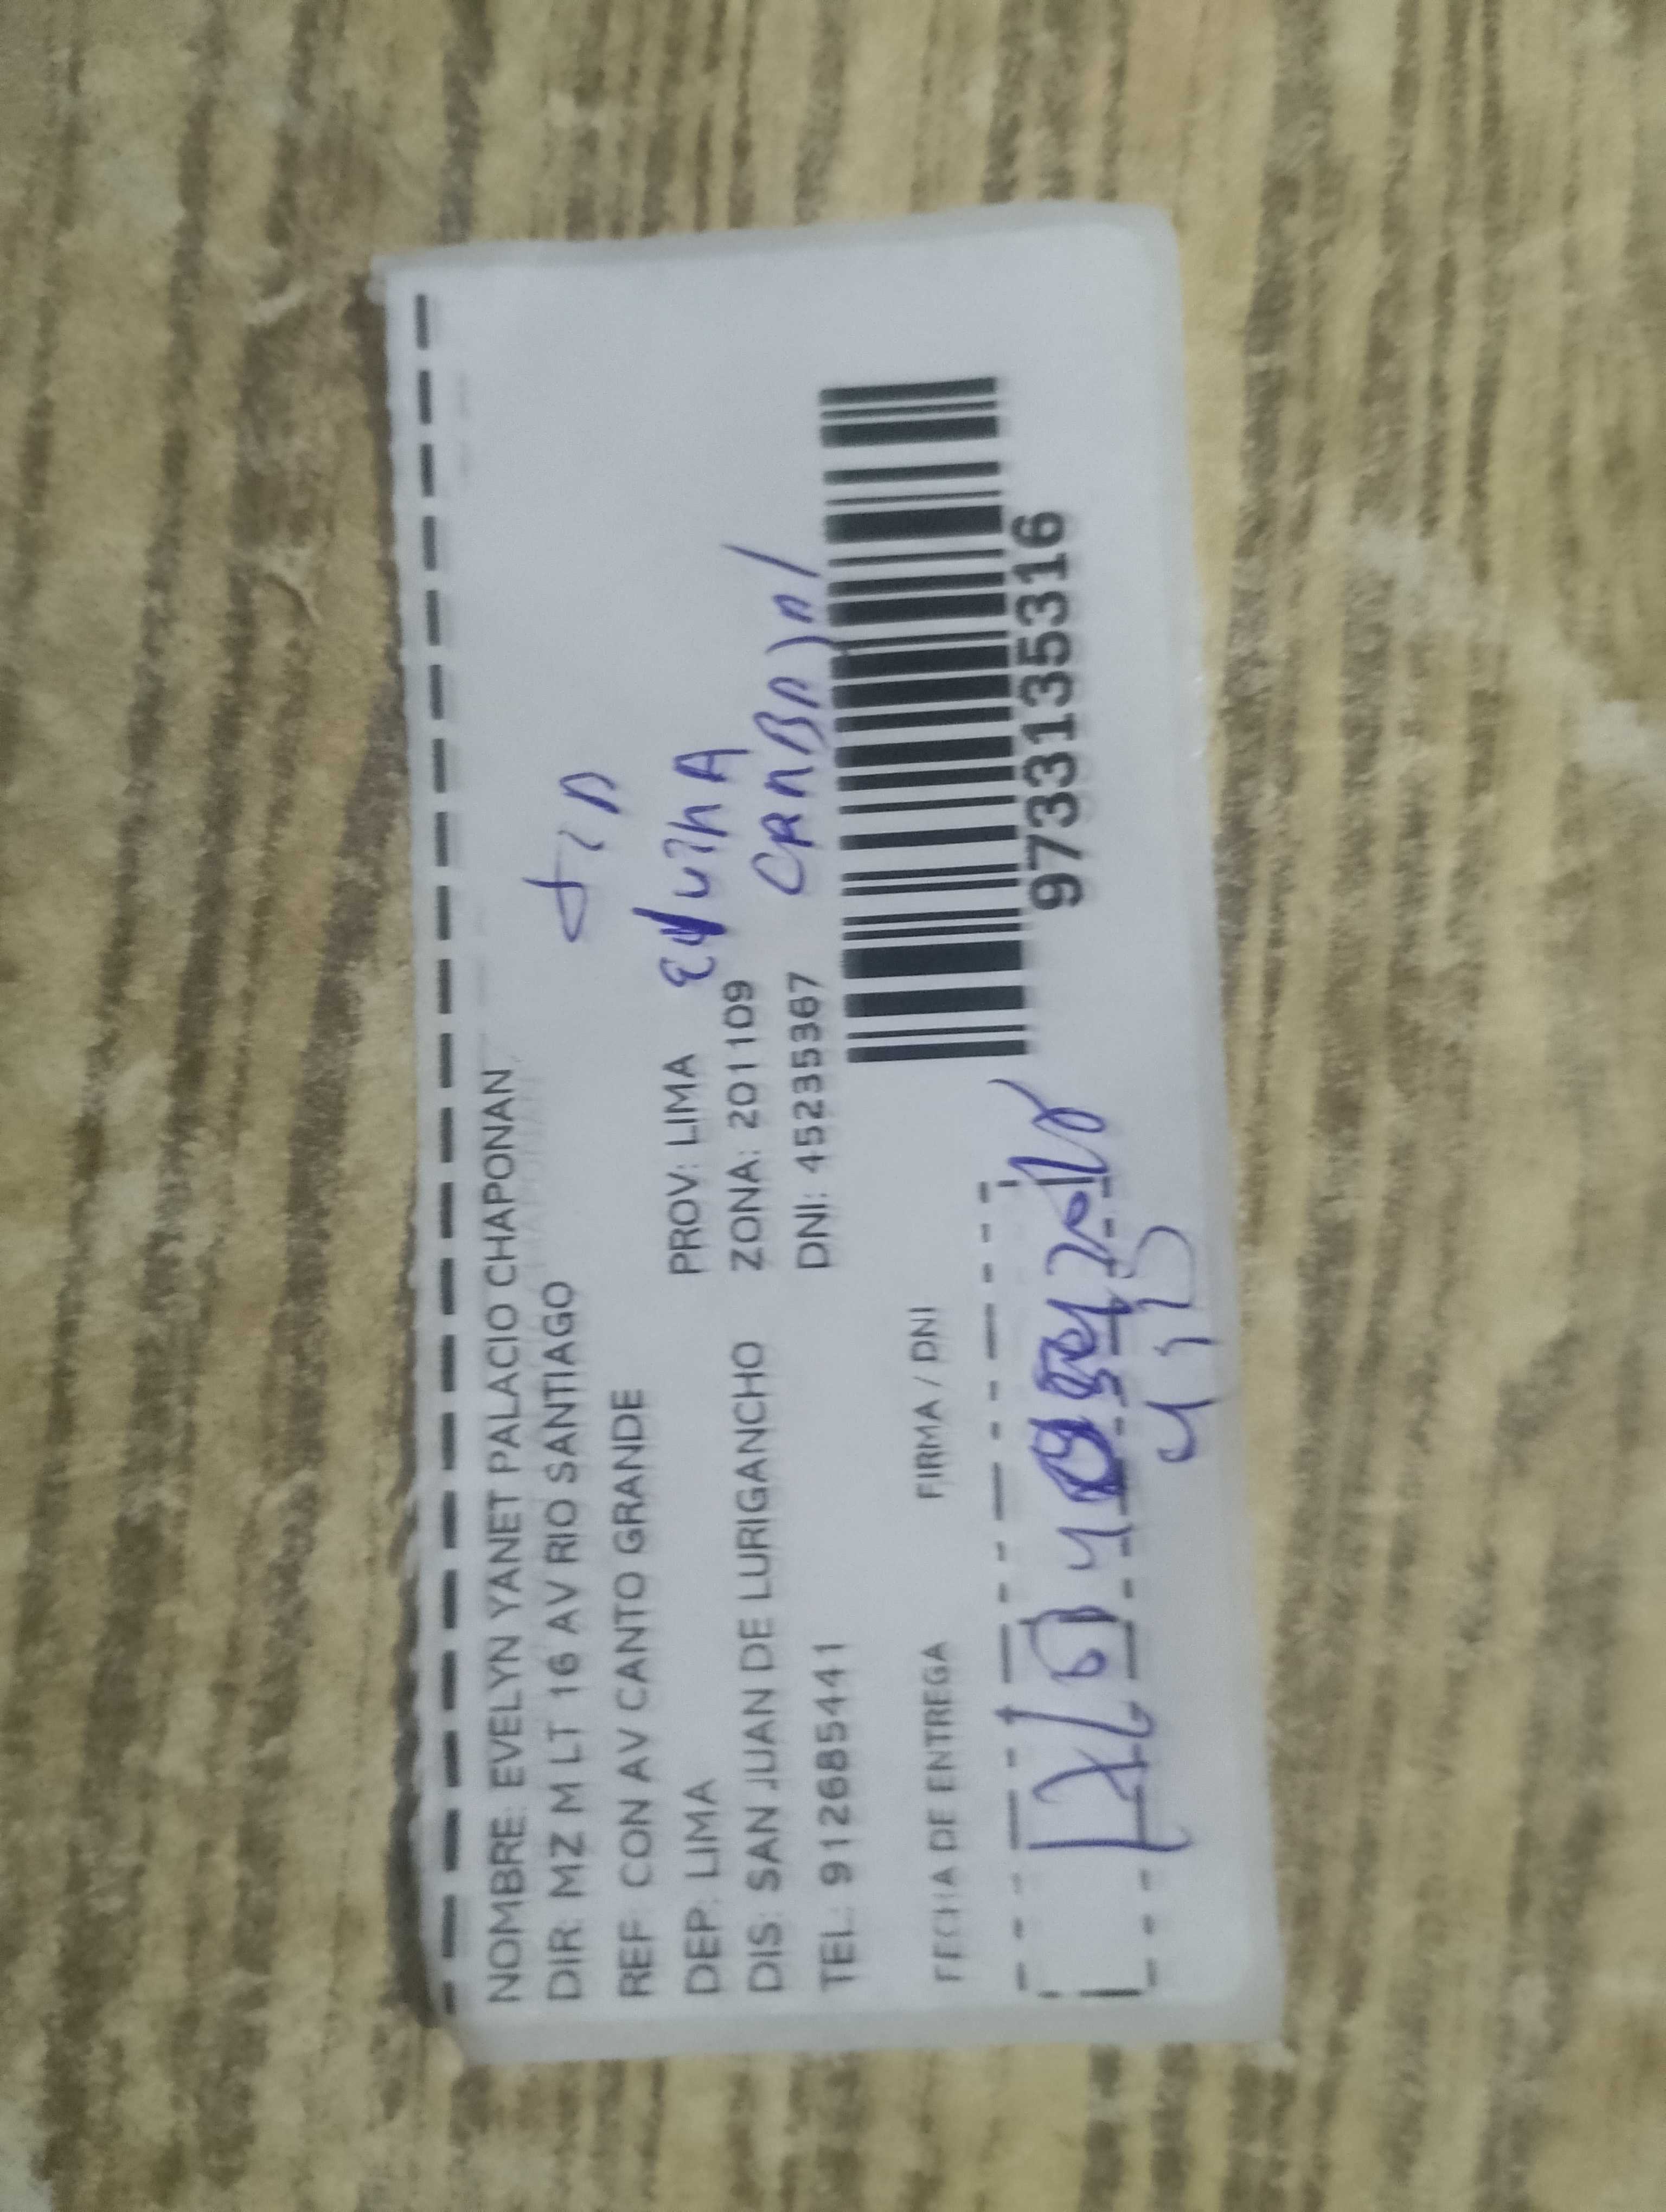 NOMBRE: EVELYN YANET PALACIO CHAPONAN
DIR: MZ M LT 16 AV RIO SANTIAGO
REF: CON AV CANTO GRANDE
DEP: LIMA PROV: LIMA
DIS: SAN JUAN DE LURIGANCHO ZONA: 201109
TEL: 912685441 DNI: 45235367
FECHA DE ENTREGA FIRMA / DNI
9733135316